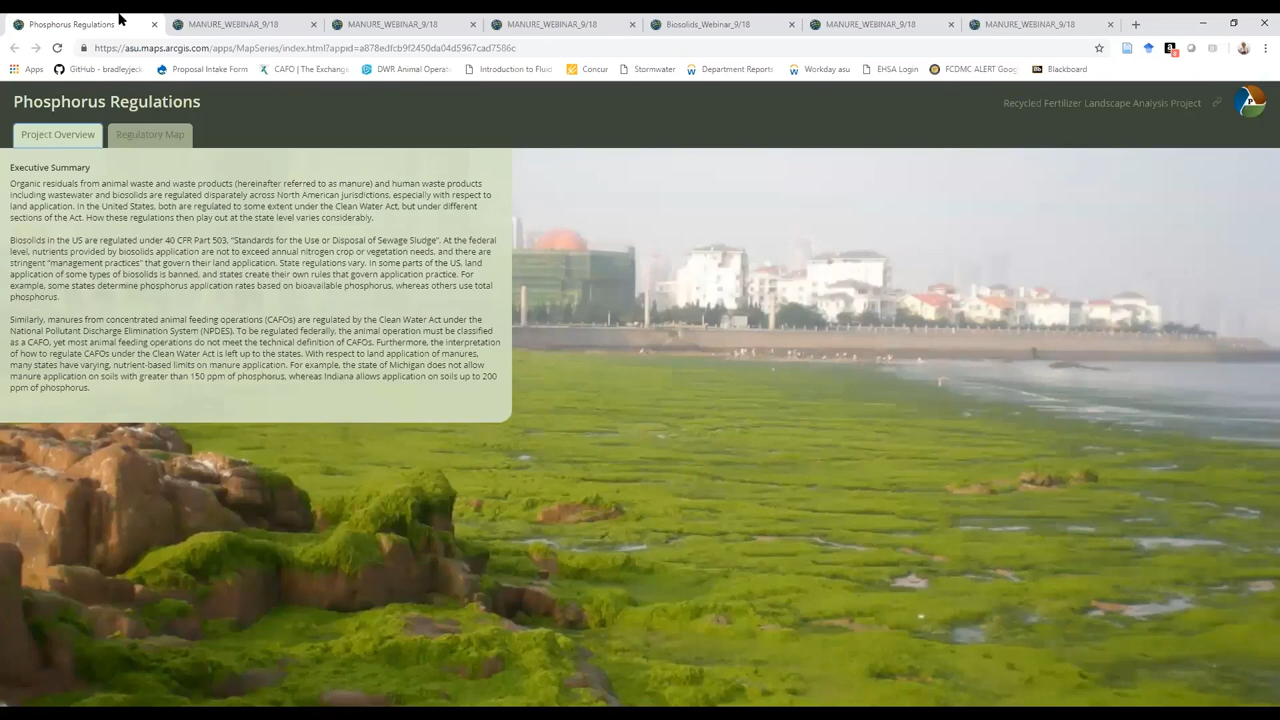 Phosphorus Regulations
MANURE_WEBINAR_9/18
MANURE_WEBINAR_9/18
MANURE_WEBINAR_9/18
Biosolids_Webinar_9/18
MANURE_WEBINAR_9/18
MANURE_WEBINAR_9/18
https://asu.maps.arcgis.com/apps/MapSeries/index.html?appid=a878edfcb9f2450da04d5967cad7586c
Apps
GitHub - bradleyjeck
Proposal Intake Form
CAFO | The Exchange
DWR Animal Operat
Introduction to Fluid
Concur
Stormwater
Department Reports
Workday asu
EHSA Login
FCDMC ALERT Goog
Blackboard
Phosphorus Regulations
Recycled Fertilizer Landscape Analysis Project
P
Project Overview
Regulatory Map
Executive Summary
Organic residuals from animal waste and waste products (hereinafter referred to as manure) and human waste products
including wastewater and biosolids are regulated disparately across North American jurisdictions, especially with respect to
land application. In the United States, both are regulated to some extent under the Clean Water Act, but under different
sections of the Act. How these regulations then play out at the state level varies considerably.
Biosolids in the US are regulated under 40 CFR Part 503, "Standards for the Use or Disposal of Sewage Sludge". At the federal
level, nutrients provided by biosolids application are not to exceed annual nitrogen crop or vegetation needs, and there are
stringent "management practices" that govern their land application. State regulations vary. In some parts of the US, land
application of some types of biosolids is banned, and states create their own rules that govern application practice. For
example, some states determine phosphorus application rates based on bioavailable phosphorus, whereas others use total
phosphorus.
Similarly, manures from concentrated animal feeding operations (CAFOs) are regulated by the Clean Water Act under the
National Pollutant Discharge Elimination System (NPDES). To be regulated federally, the animal operation must be classified
as a CAFO, yet most animal feeding operations do not meet the technical definition of CAFOs. Furthermore, the interpretation
of how to regulate CAFOs under the Clean Water Act is left up to the states. With respect to land application of manures,
many states have varying, nutrient-based limits on manure application. For example, the state of Michigan does not allow
manure application on soils with greater than 150 ppm of phosphorus, whereas Indiana allows application on soils up to 200
ppm of phosphorus.